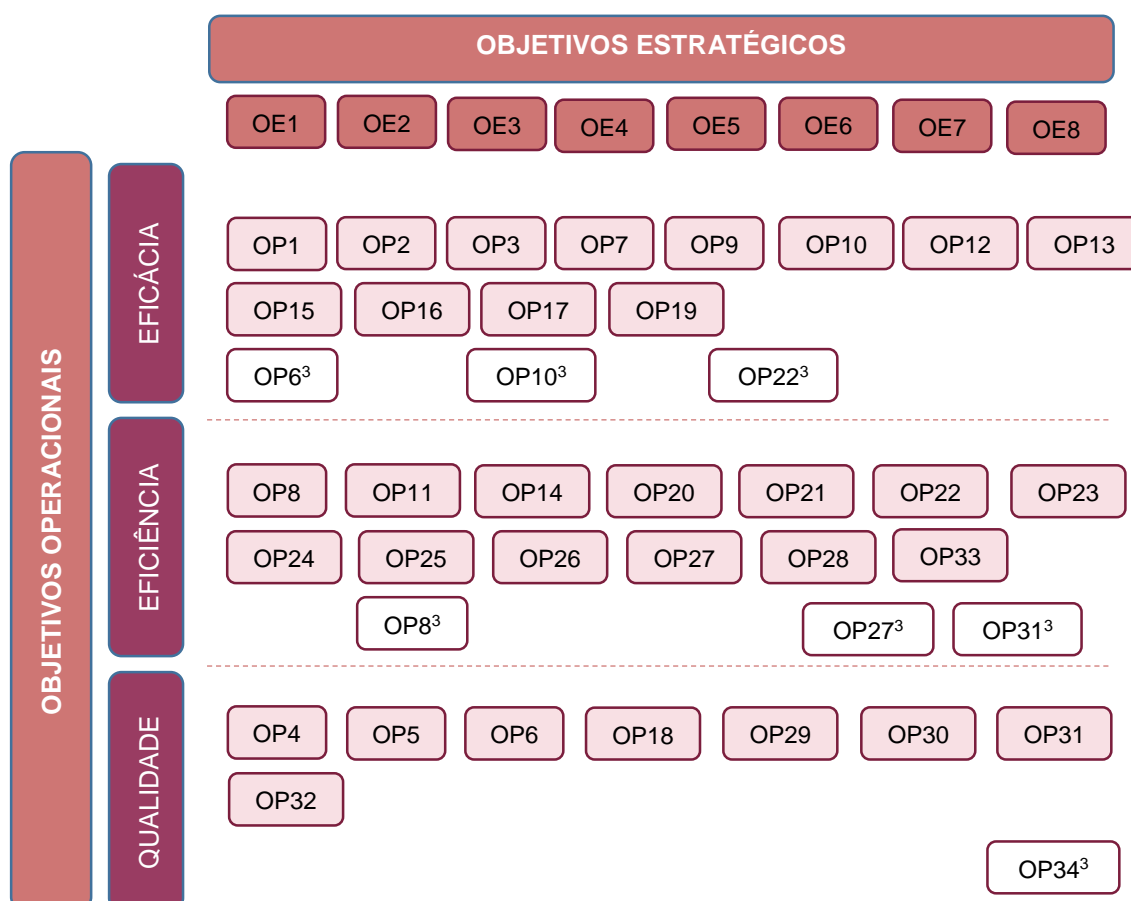 OBJETIVOS ESTRATÉGICOS
OE1 OE2 OE3 OE4 OE5 OE6 OE7 OE8
OBJETIVOS OPERACIONAIS
EFICÁCIA
OP1 OP2 OP3 OP7 OP9 OP10 OP12 OP13
OP15 OP16 OP17 OP19
OP6³ OP10³ OP22³
EFICIÊNCIA
OP8 OP11 OP14 OP20 OP21 OP22 OP23
OP24 OP25 OP26 OP27 OP28 OP33
OP8³ OP27³ OP31³
QUALIDADE
OP4 OP5 OP6 OP18 OP29 OP30 OP31
OP32
OP34³